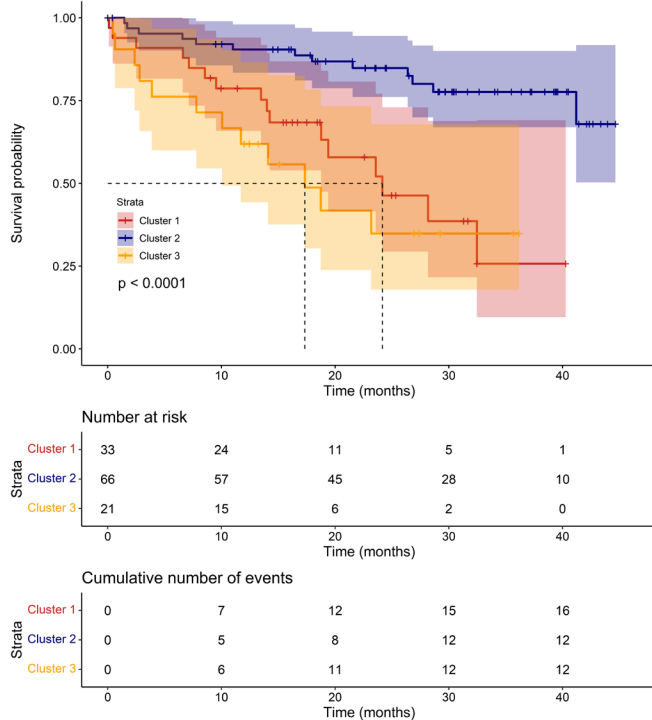 1.00
0.75
0.50
0.25
0.00
Survival probability
Strata
Cluster 1
Cluster 2
Cluster 3
p < 0.0001
0 10 20 30 40
Time (months)
Number at risk
Strata
Cluster 1 33 24 11 5 1
Cluster 2 66 57 45 28 10
Cluster 3 21 15 6 2 0
0 10 20 30 40
Time (months)
Cumulative number of events
Strata
Cluster 1 0 7 12 15 16
Cluster 2 0 5 8 12 12
Cluster 3 0 6 11 12 12
0 10 20 30 40
Time (months)